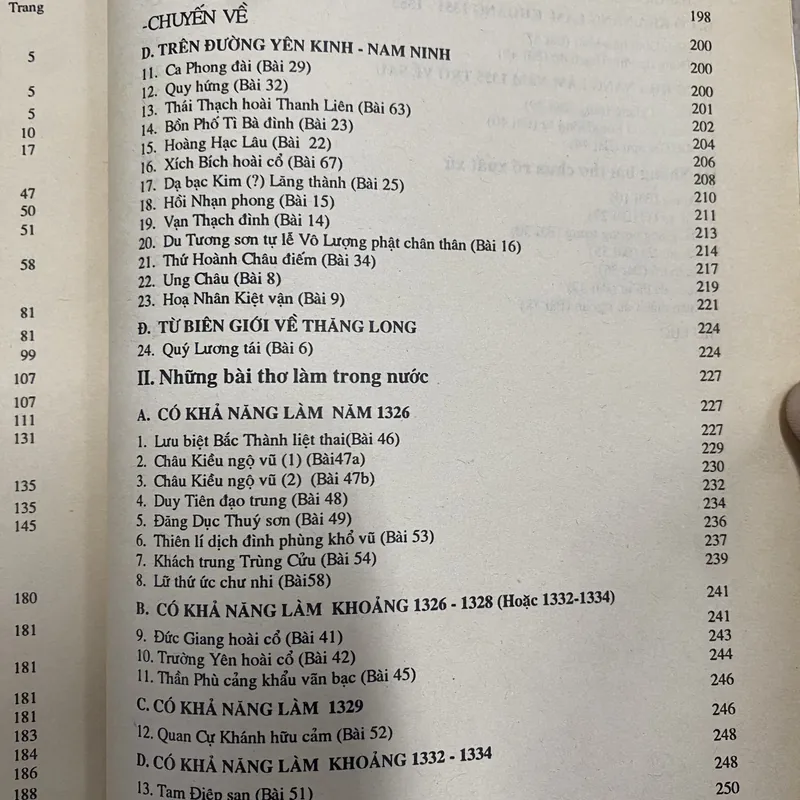 Trang
5
5
5
10
17
47
50
51
58
81
81
99
107
107
111
131
135
135
145
180
181
181
181
181
183
184
186
188
-CHUYẾN VỀ 198
D. TRÊN ĐƯỜNG YÊN KINH - NAM NINH 200
11. Ca Phong đài (Bài 29) 200
12. Quy hứng (Bài 32) 200
13. Thái Thạch hoài Thanh Liên (Bài 63) 201
14. Bồn Phố Tì Bà đình (Bài 23) 202
15. Hoàng Hạc Lâu (Bài 22) 204
16. Xích Bích hoài cổ (Bài 67) 206
17. Dạ bạc Kim (?) Lăng thành (Bài 25) 208
18. Hồi Nhạn phong (Bài 15) 210
19. Vạn Thạch đình (Bài 14) 211
20. Du Tương sơn tự lễ Vô Lượng phật chân thân (Bài 16) 213
21. Thứ Hoành Châu điếm (Bài 34) 214
22. Ung Châu (Bài 8) 217
23. Hoạ Nhân Kiệt vận (Bài 9) 219
221
Đ. TỪ BIÊN GIỚI VỀ THĂNG LONG 224
24. Quý Lương tái (Bài 6) 224
II. Những bài thơ làm trong nước 227
A. CÓ KHẢ NĂNG LÀM NĂM 1326 227
1. Lưu biệt Bắc Thành liệt thai(Bài 46) 227
2. Châu Kiều ngộ vũ (1) (Bài47a) 229
3. Châu Kiều ngộ vũ (2) (Bài 47b) 230
4. Duy Tiên đạo trung (Bài 48) 232
5. Đăng Dục Thuý sơn (Bài 49) 234
6. Thiên lí dịch đình phùng khổ vũ (Bài 53) 236
7. Khách trung Trùng Cửu (Bài 54) 237
8. Lữ thứ ức chư nhi (Bài58) 239
B. CÓ KHẢ NĂNG LÀM KHOẢNG 1326 - 1328 (Hoặc 1332-1334) 241
9. Đức Giang hoài cổ (Bài 41) 241
10. Trường Yên hoài cổ (Bài 42) 243
11. Thần Phù cảng khẩu vãn bạc (Bài 45) 244
C. CÓ KHẢ NĂNG LÀM 1329 246
12. Quan Cự Khánh hữu cảm (Bài 52) 246
D. CÓ KHẢ NĂNG LÀM KHOẢNG 1332 - 1334 248
13. Tam Điệp sạn (Bài 51) 248
250